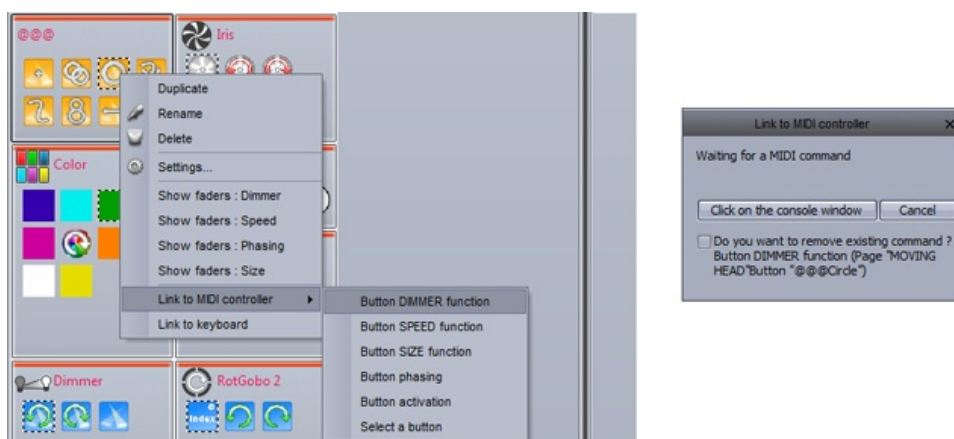 @@@
Iris
Duplicate
Rename
Delete
Color
Settings...
Show faders : Dimmer
Show faders : Speed
Show faders : Phasing
Show faders : Size
Link to MIDI controller
Link to keyboard
Button DIMMER function
Button SPEED function
Button SIZE function
Button phasing
Button activation
Select a button
Dimmer
RotGobo 2
Index
Link to MIDI controller
Waiting for a MIDI command
Click on the console window
Cancel
Do you want to remove existing command ?
Button DIMMER function (Page "MOVING
HEAD"Button "@@@Circle")